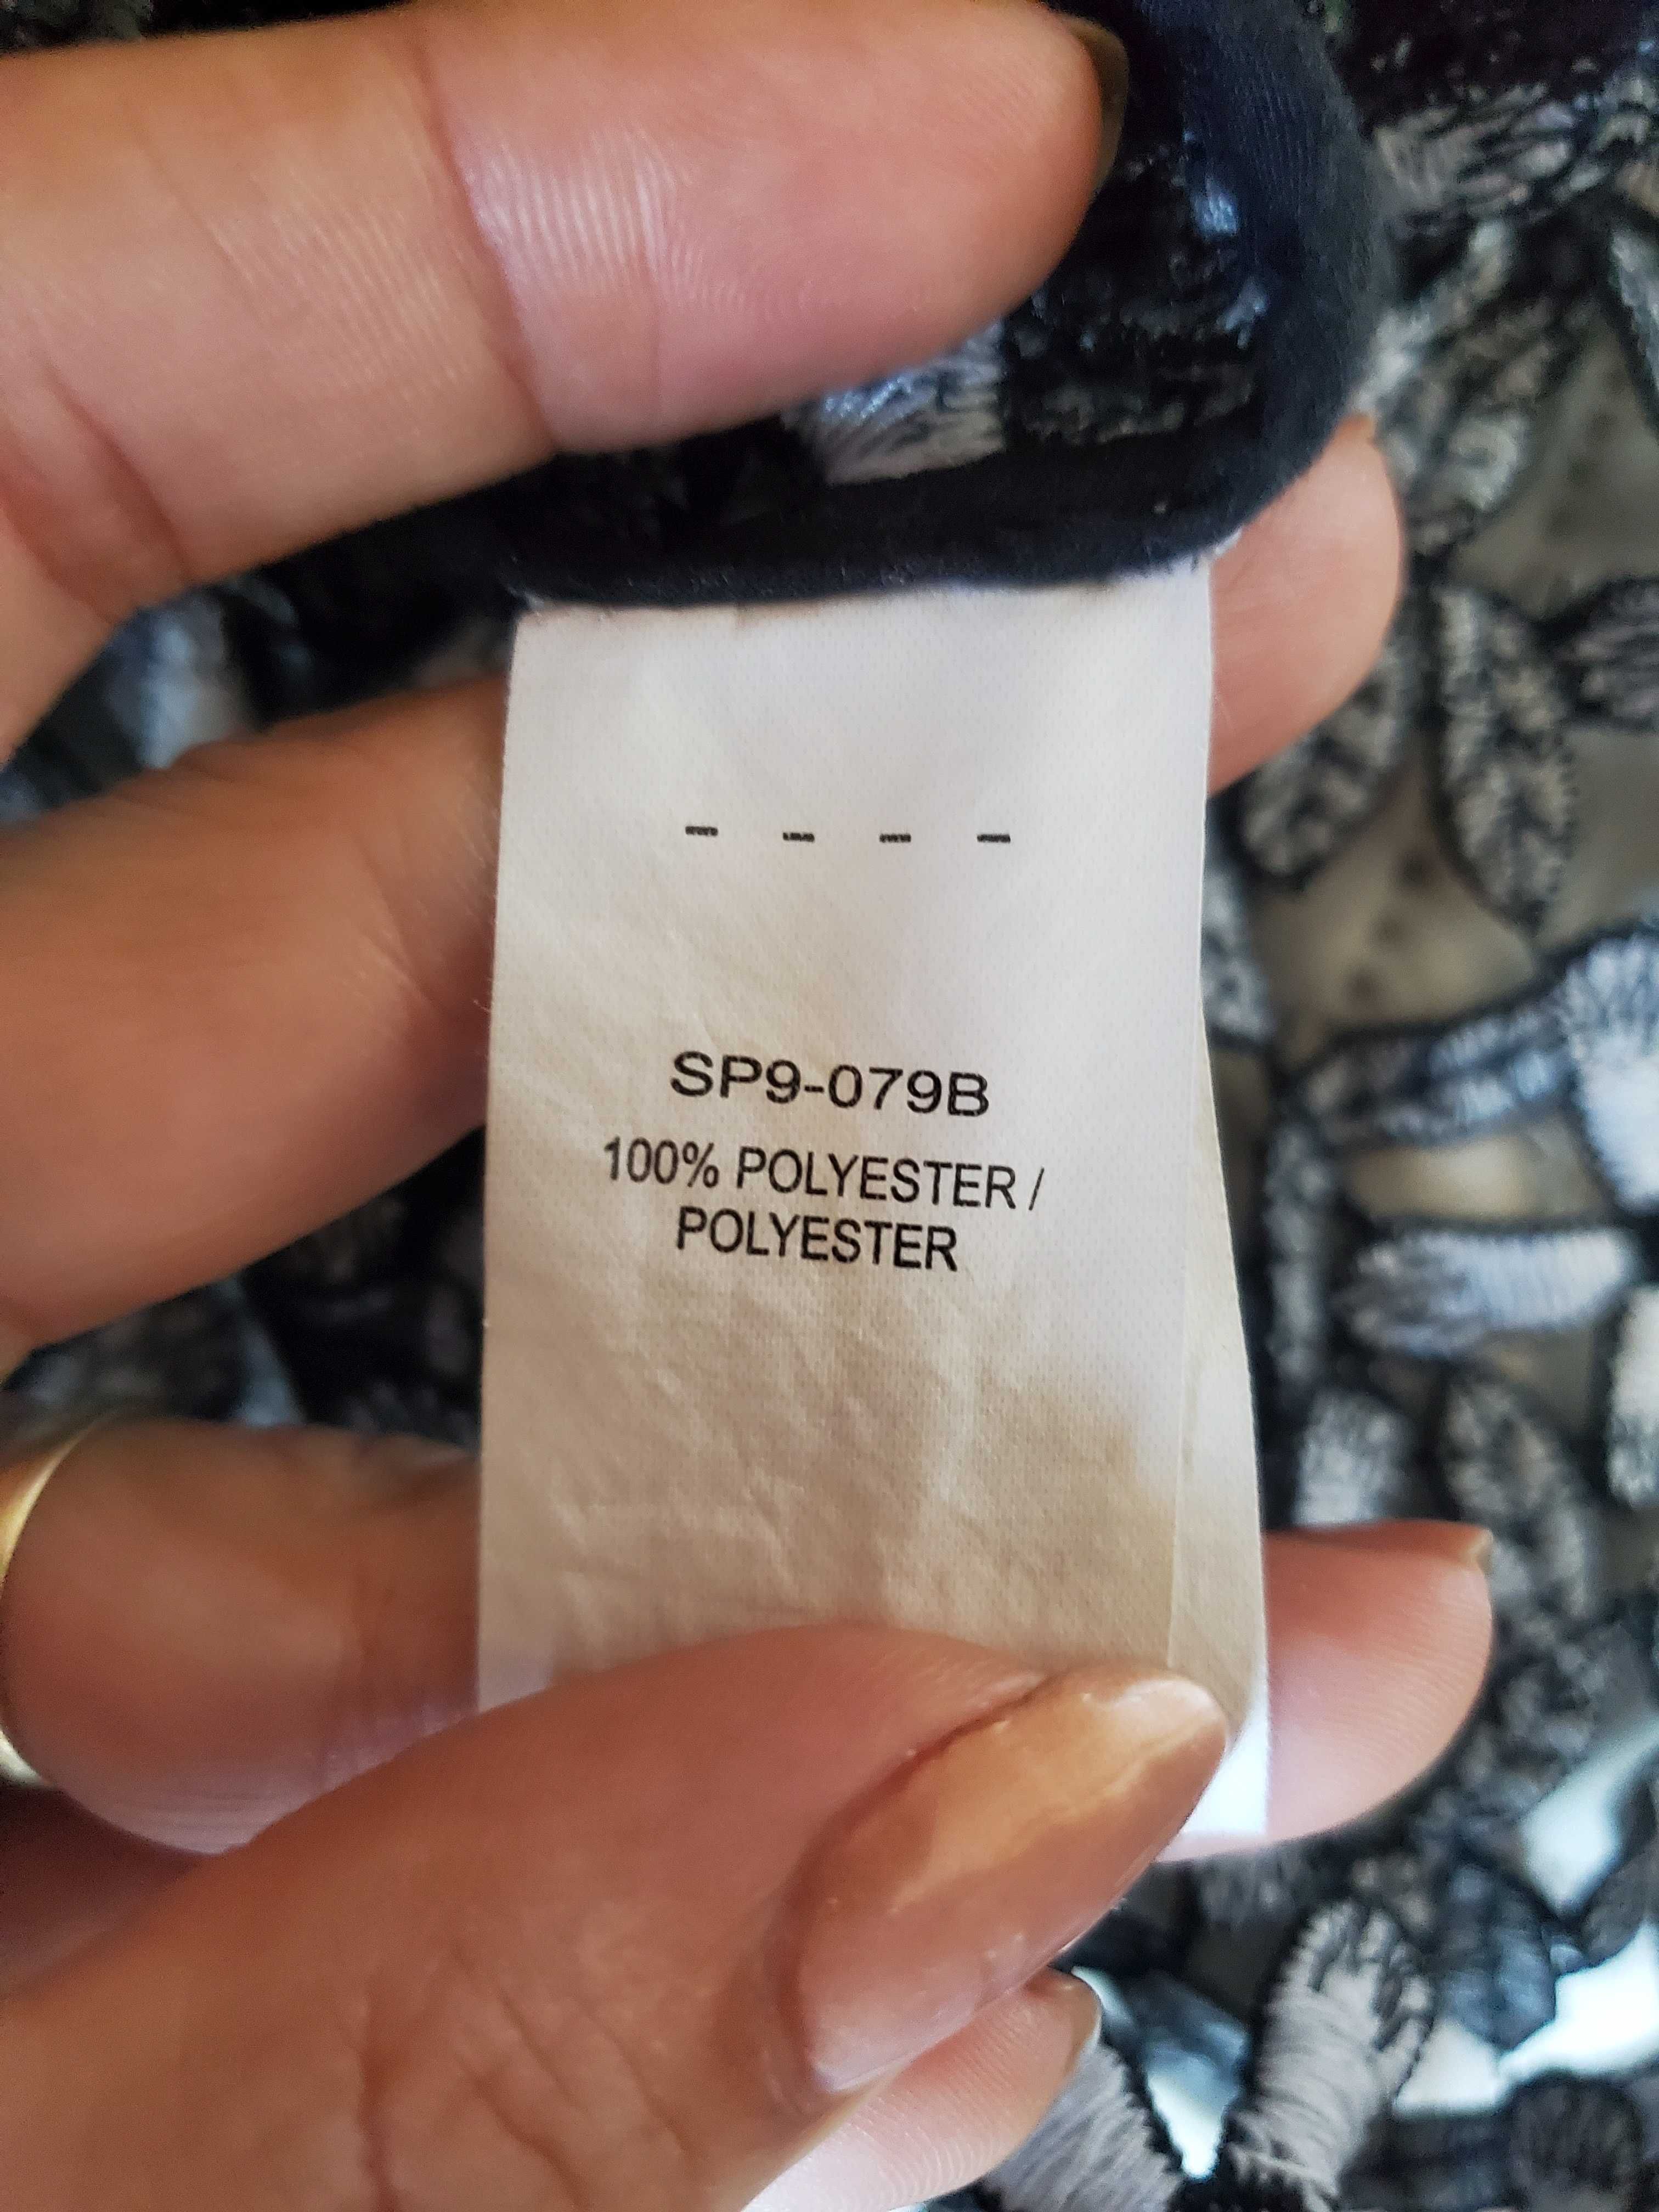 - - - -
SP9-079B
100% POLYESTER /
POLYESTER